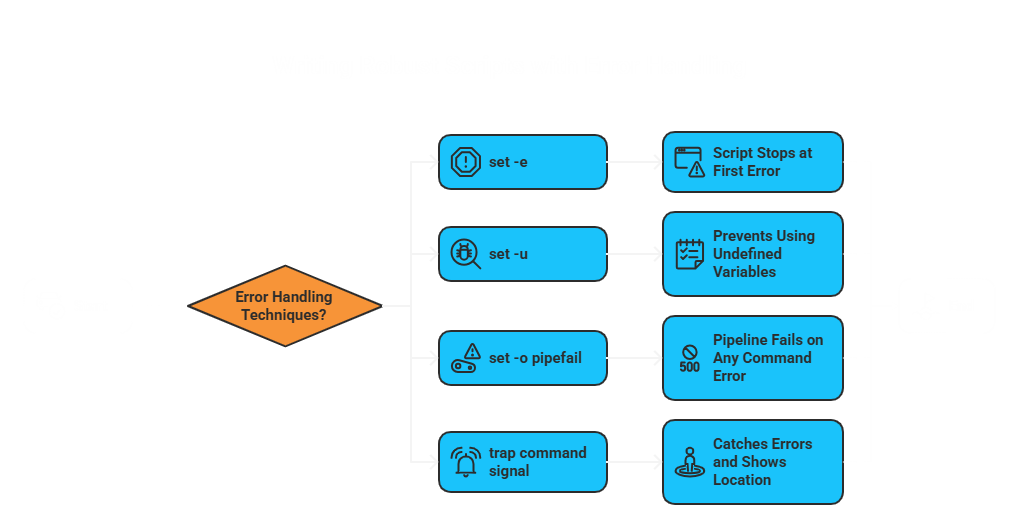 Error Handling
Techniques?
set -e
Script Stops at
First Error
set -u
Prevents Using
Undefined
Variables
set -o pipefail
500
Pipeline Fails on
Any Command
Error
trap command
signal
Catches Errors
and Shows
Location